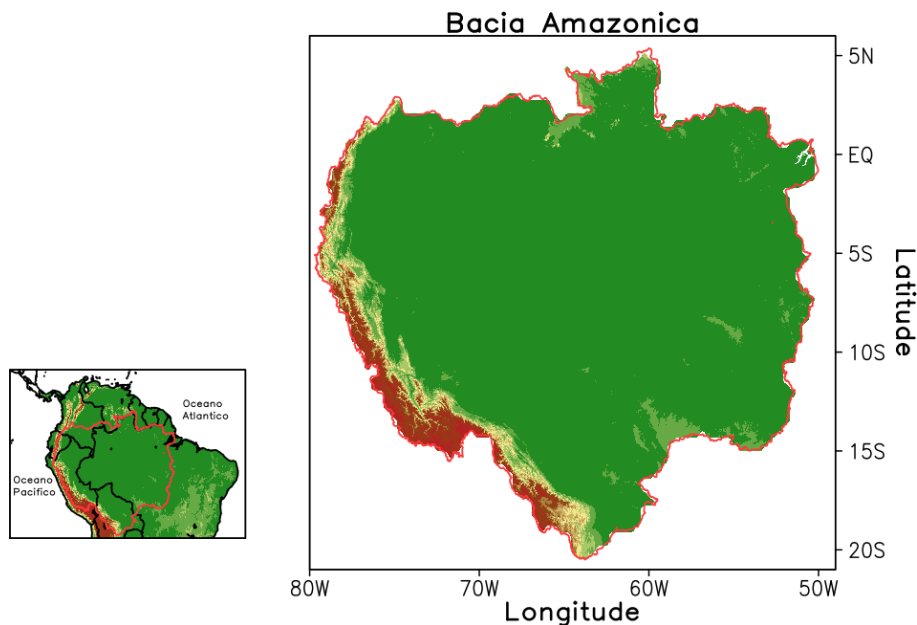 Bacia Amazonica
5N
EQ
5S
10S
15S
20S
Latitude
80W 70W 60W 50W
Longitude
Oceano
Atlantico
Oceano
Pacifico